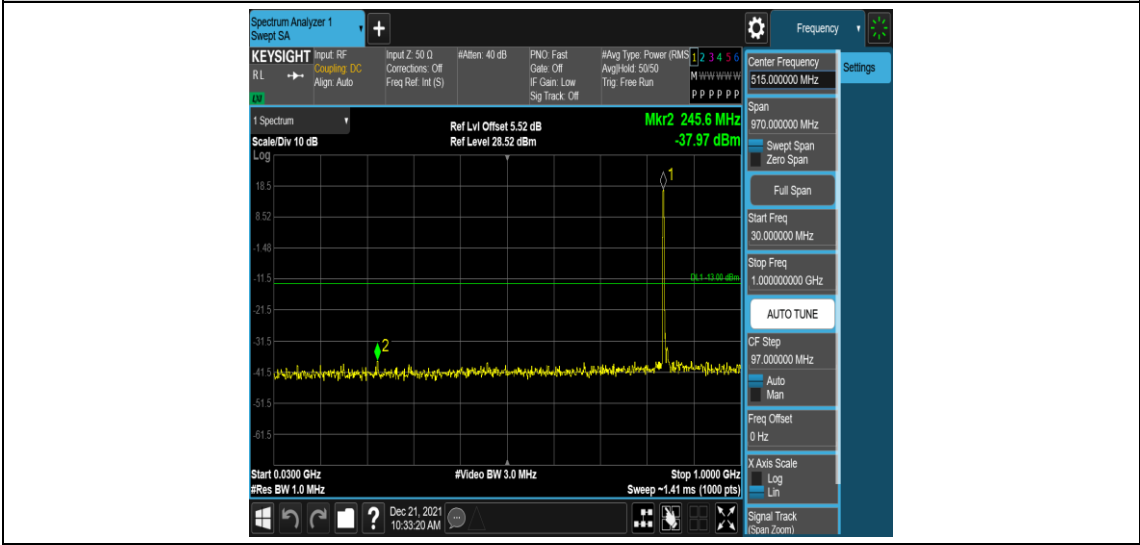 Spectrum Analyzer 1
Swept SA
+
Frequency
KEYSIGHT
RL
Input: RF
Coupling: DC
Align: Auto
Input Z: 50 Ω
Corrections: Off
Freq Ref: Int (S)
#Atten: 40 dB
PNO: Fast
Gate: Off
IF Gain: Low
Sig Track: Off
#Avg Type: Power (RMS
Avg|Hold: 50/50
Trig: Free Run
1 2 3 4 5 6
M W W W W W
P P P P P P
1 Spectrum
Scale/Div 10 dB
Log
Ref Lvl Offset 5.52 dB
Ref Level 28.52 dBm
Mkr2 245.6 MHz
-37.97 dBm
18.5
8.52
-1.48
-11.5
-21.5
-31.5
-41.5
-51.5
-61.5
1
DL1 -13.00 dBm
2
Start 0.0300 GHz
#Res BW 1.0 MHz
#Video BW 3.0 MHz
Stop 1.0000 GHz
Sweep ~1.41 ms (1000 pts)
?
Dec 21, 2021
10:33:20 AM
Center Frequency
515.000000 MHz
Settings
Span
970.000000 MHz
Swept Span
Zero Span
Full Span
Start Freq
30.000000 MHz
Stop Freq
1.000000000 GHz
AUTO TUNE
CF Step
97.000000 MHz
Auto
Man
Freq Offset
0 Hz
X Axis Scale
Log
Lin
Signal Track
(Span Zoom)